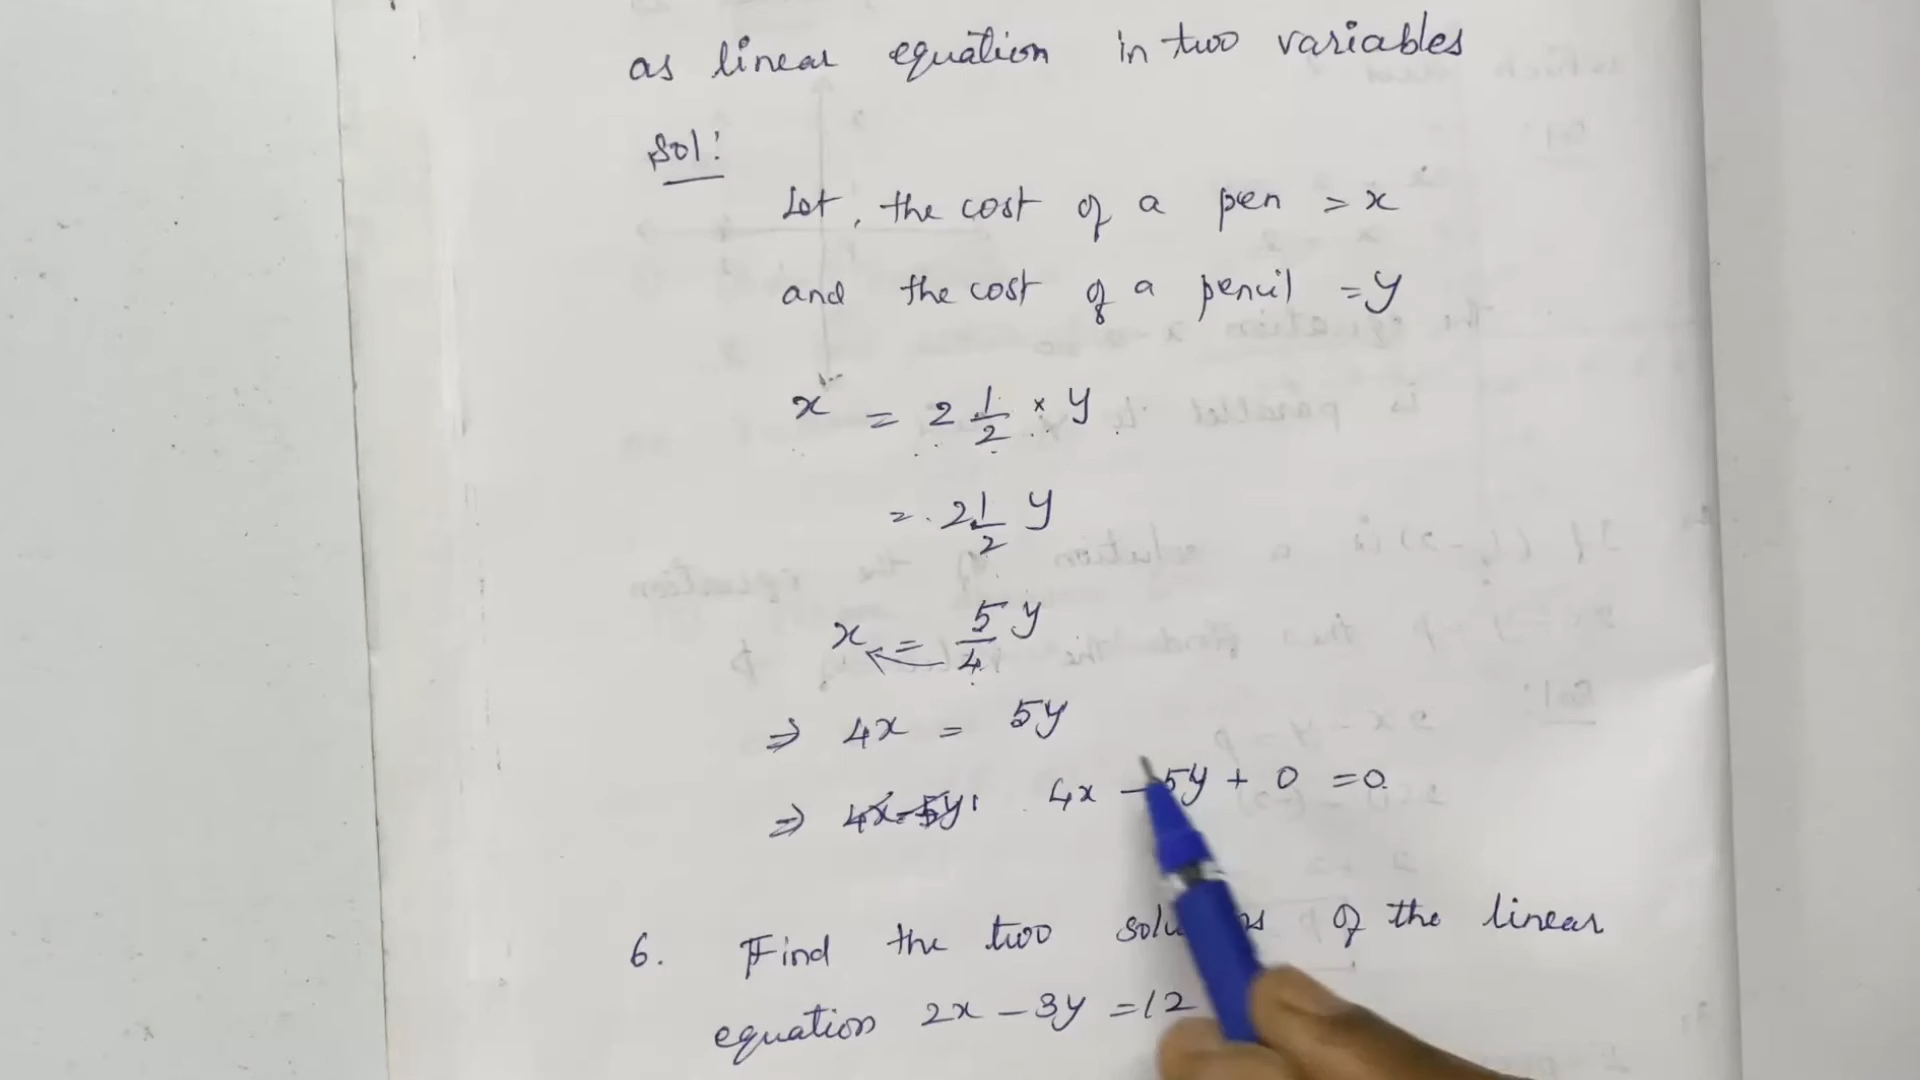 as linear equation in two variables
Sol:
Let, the cost of a pen = x
and the cost of a pencil = y
x = 2 1/2 × y
= 2 1/2 y
x = 5/4 y
⇒ 4x = 5y
⇒ 4x - 5y 4x - 5y + 0 = 0
6. Find the two of the linear
equation 2x - 3y = 12